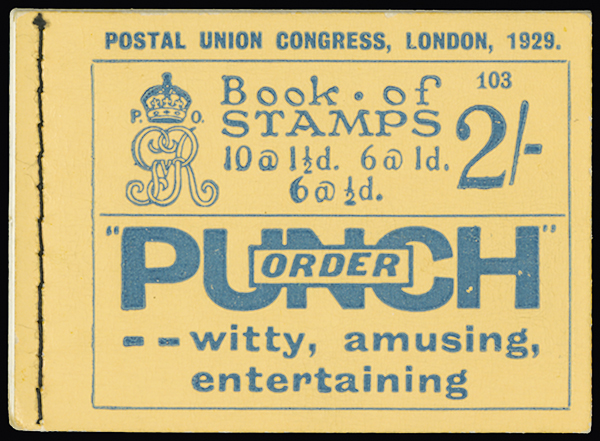 POSTAL UNION CONGRESS, LONDON, 1929.
103
P. O.
GR
Book · of
STAMPS
2/-
10 @ 1½d. 6 @ 1d.
6 @ ½d.
"PUNCH"
ORDER
--witty, amusing,
entertaining